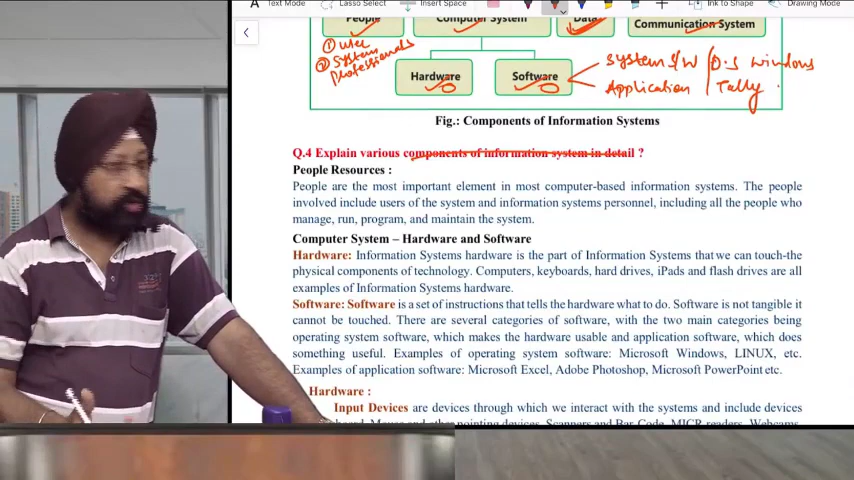 Text Mode Lasso Select Insert Space Image to Shape Drawing Mode
People Computer System Data Communication System
① User
② System
professionals
Hardware Software
System S/W / O.S Windows
Application / Tally
Fig.: Components of Information Systems
Q.4 Explain various components of information system in detail ?
People Resources :
People are the most important element in most computer-based information systems. The people
involved include users of the system and information systems personnel, including all the people who
manage, run, program, and maintain the system.
Computer System – Hardware and Software
Hardware: Information Systems hardware is the part of Information Systems that we can touch-the
physical components of technology. Computers, keyboards, hard drives, iPads and flash drives are all
examples of Information Systems hardware.
Software: Software is a set of instructions that tells the hardware what to do. Software is not tangible it
cannot be touched. There are several categories of software, with the two main categories being
operating system software, which makes the hardware usable and application software, which does
something useful. Examples of operating system software: Microsoft Windows, LINUX, etc.
Examples of application software: Microsoft Excel, Adobe Photoshop, Microsoft PowerPoint etc.
Hardware :
Input Devices are devices through which we interact with the systems and include devices
pointing devices, Scanners and Bar Code, MICR readers, Webcams